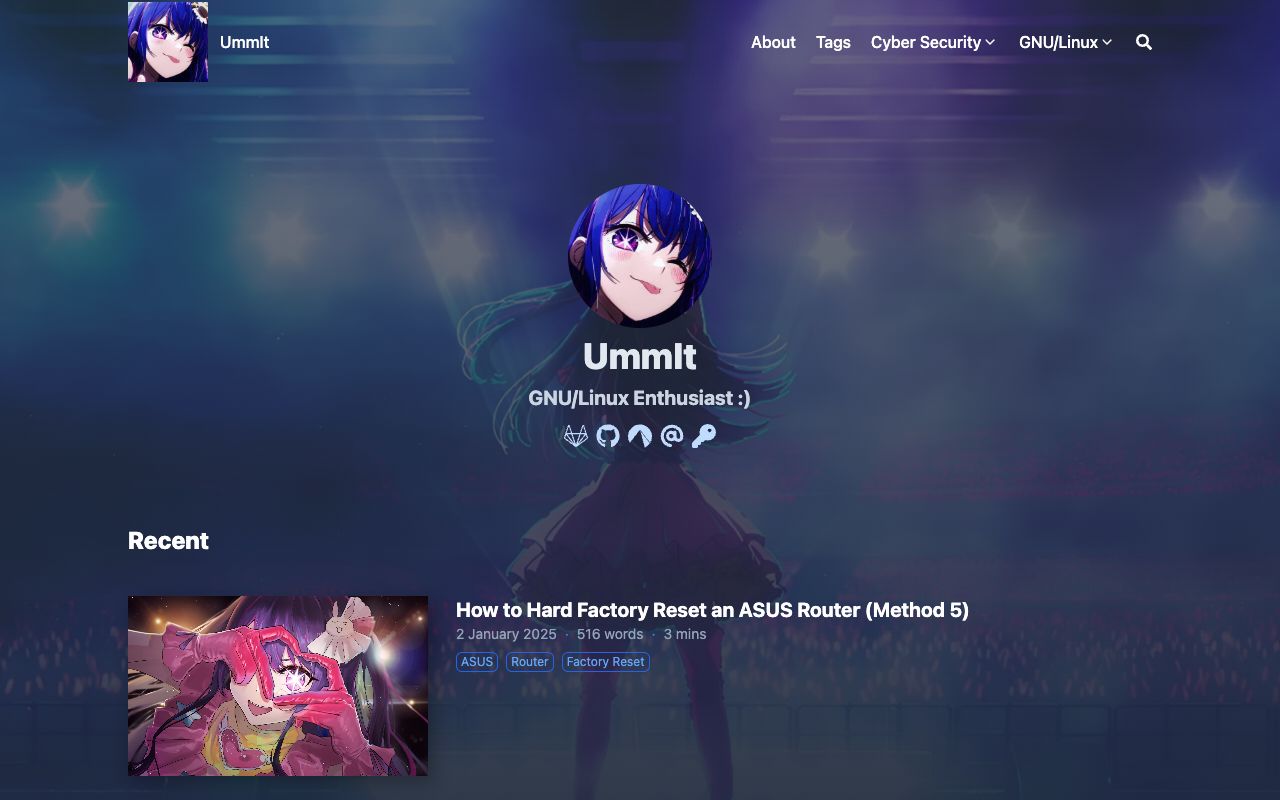 UmmIt
About
Tags
Cyber Security
GNU/Linux
UmmIt
GNU/Linux Enthusiast :)
Recent
How to Hard Factory Reset an ASUS Router (Method 5)
2 January 2025 · 516 words · 3 mins
ASUS
Router
Factory Reset